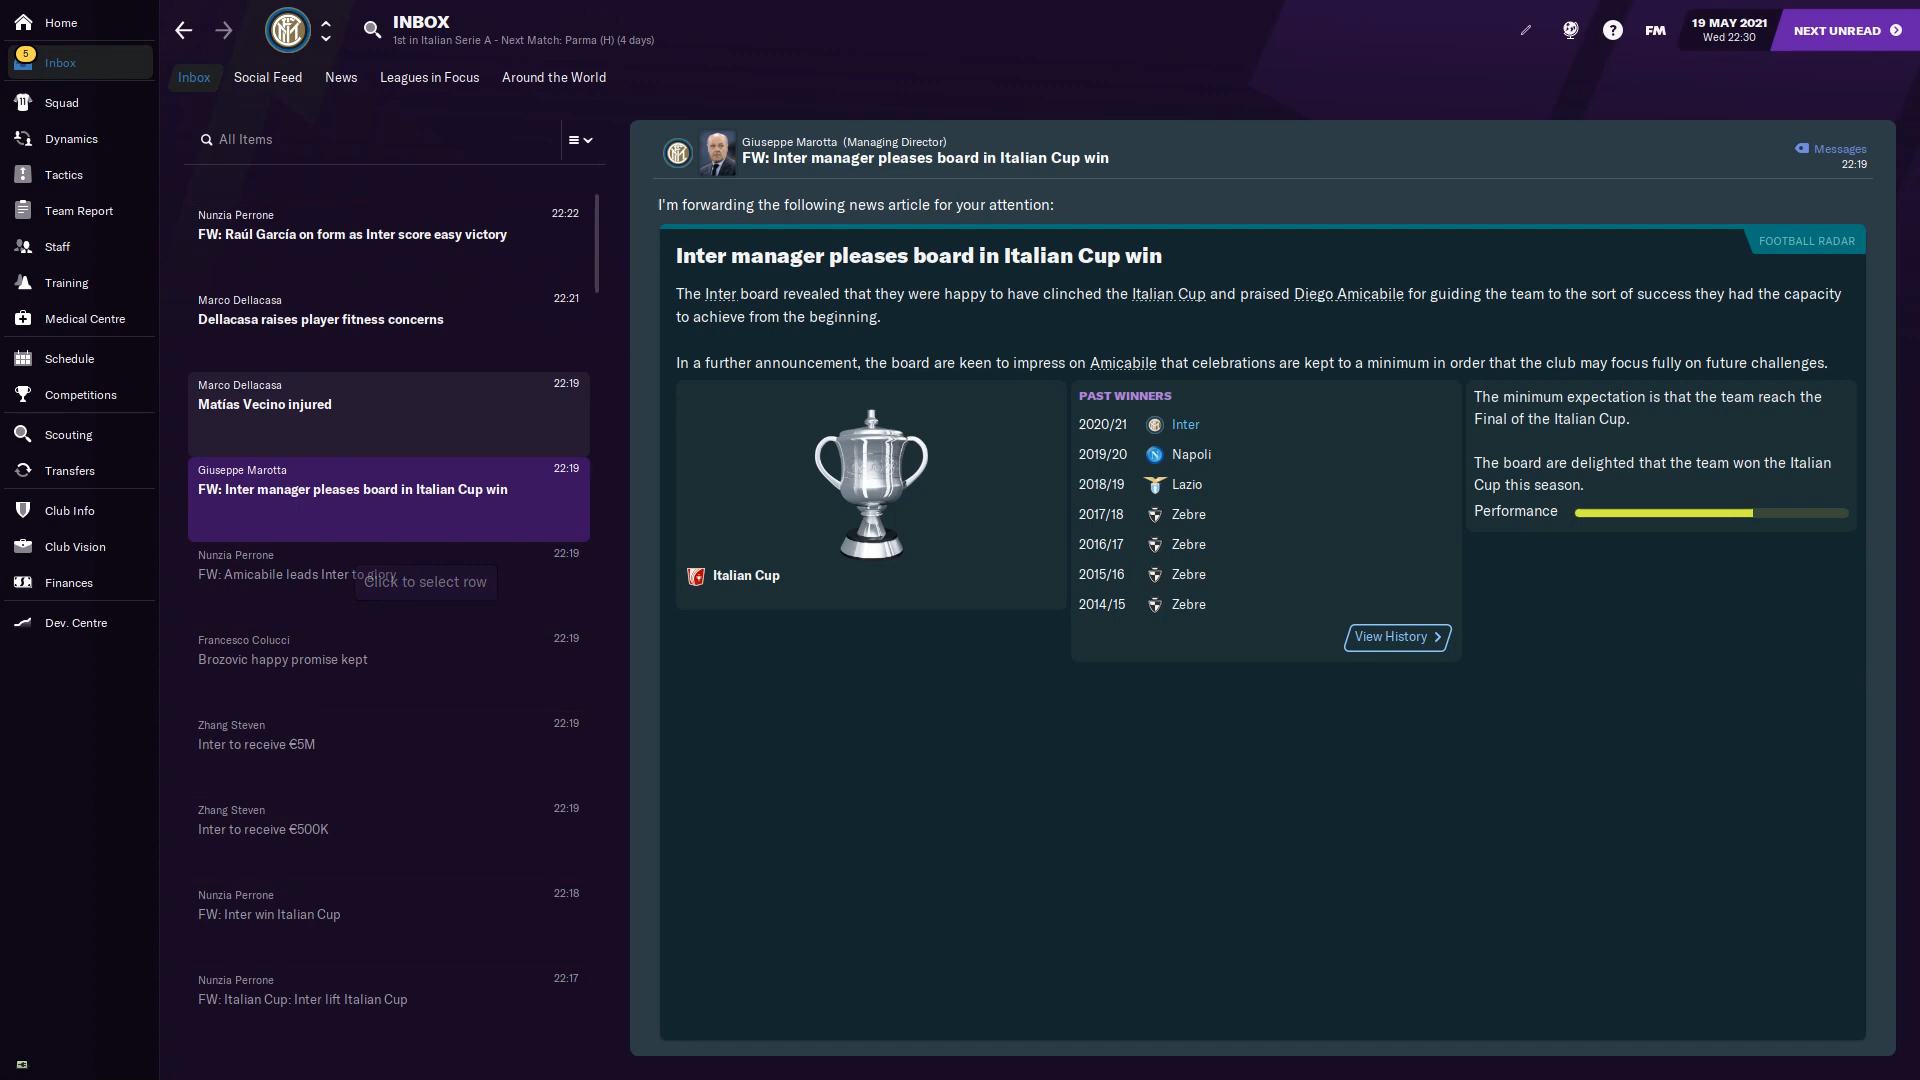 Home
5
Inbox
Squad
Dynamics
Tactics
Team Report
Staff
Training
Medical Centre
Schedule
Competitions
Scouting
Transfers
Club Info
Club Vision
Finances
Dev. Centre
INBOX
1st in Italian Serie A - Next Match: Parma (H) (4 days)
?
FM
19 MAY 2021
Wed 22:30
NEXT UNREAD
Inbox
Social Feed
News
Leagues in Focus
Around the World
All Items
Nunzia Perrone 22:22
FW: Raúl García on form as Inter score easy victory
Marco Dellacasa 22:21
Dellacasa raises player fitness concerns
Marco Dellacasa 22:19
Matías Vecino injured
Giuseppe Marotta 22:19
FW: Inter manager pleases board in Italian Cup win
Nunzia Perrone 22:19
FW: Amicabile leads Inter to glory
Click to select row
Francesco Colucci 22:19
Brozovic happy promise kept
Zhang Steven 22:19
Inter to receive €5M
Zhang Steven 22:19
Inter to receive €500K
Nunzia Perrone 22:18
FW: Inter win Italian Cup
Nunzia Perrone 22:17
FW: Italian Cup: Inter lift Italian Cup
Giuseppe Marotta (Managing Director)
FW: Inter manager pleases board in Italian Cup win
Messages
22:19
I'm forwarding the following news article for your attention:
FOOTBALL RADAR
Inter manager pleases board in Italian Cup win
The Inter board revealed that they were happy to have clinched the Italian Cup and praised Diego Amicabile for guiding the team to the sort of success they had the capacity
to achieve from the beginning.
In a further announcement, the board are keen to impress on Amicabile that celebrations are kept to a minimum in order that the club may focus fully on future challenges.
Italian Cup
PAST WINNERS
2020/21 Inter
2019/20 Napoli
2018/19 Lazio
2017/18 Zebre
2016/17 Zebre
2015/16 Zebre
2014/15 Zebre
View History
The minimum expectation is that the team reach the
Final of the Italian Cup.
The board are delighted that the team won the Italian
Cup this season.
Performance